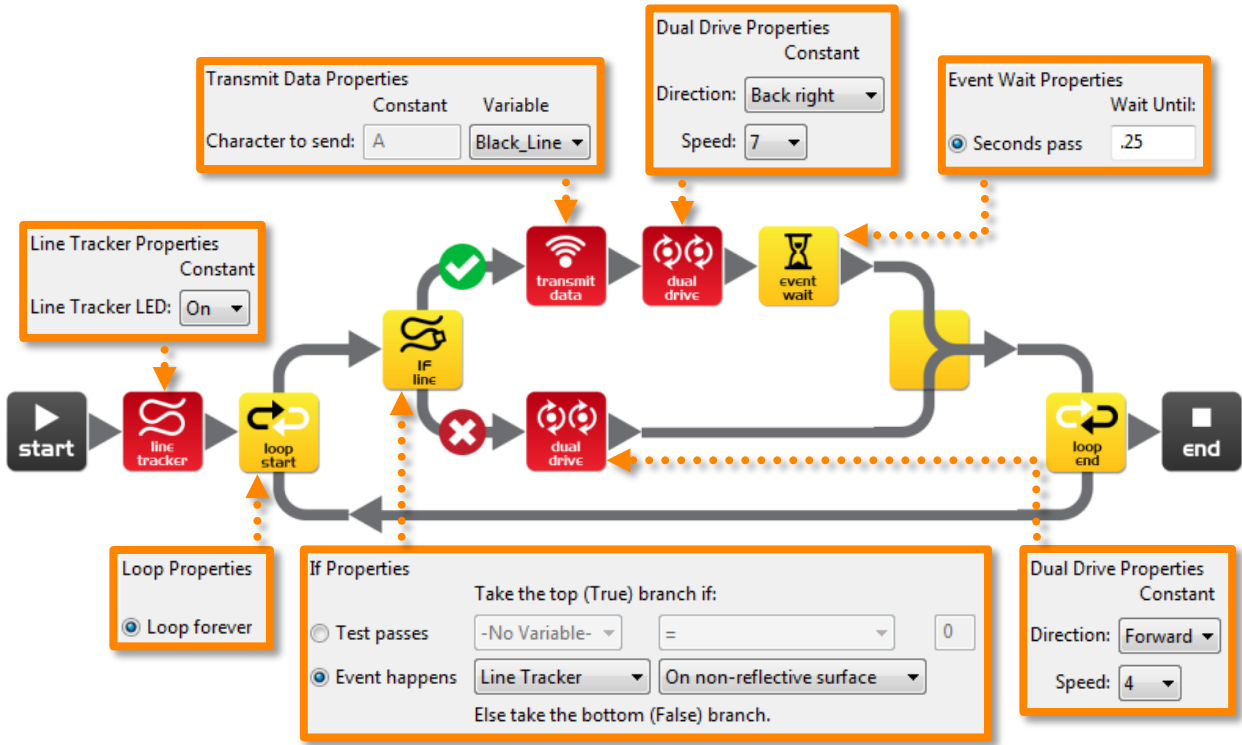 Dual Drive Properties
Constant
Direction: Back right
Speed: 7
Transmit Data Properties
Constant Variable
Character to send: A Black_Line
Event Wait Properties
Wait Until:
Seconds pass .25
Line Tracker Properties
Constant
Line Tracker LED: On
transmit
data
dual
drive
event
wait
IF
line
start
line
tracker
loop
start
dual
drive
loop
end
end
Loop Properties
Loop forever
If Properties
Take the top (True) branch if:
Test passes -No Variable- = 0
Event happens Line Tracker On non-reflective surface
Else take the bottom (False) branch.
Dual Drive Properties
Constant
Direction: Forward
Speed: 4